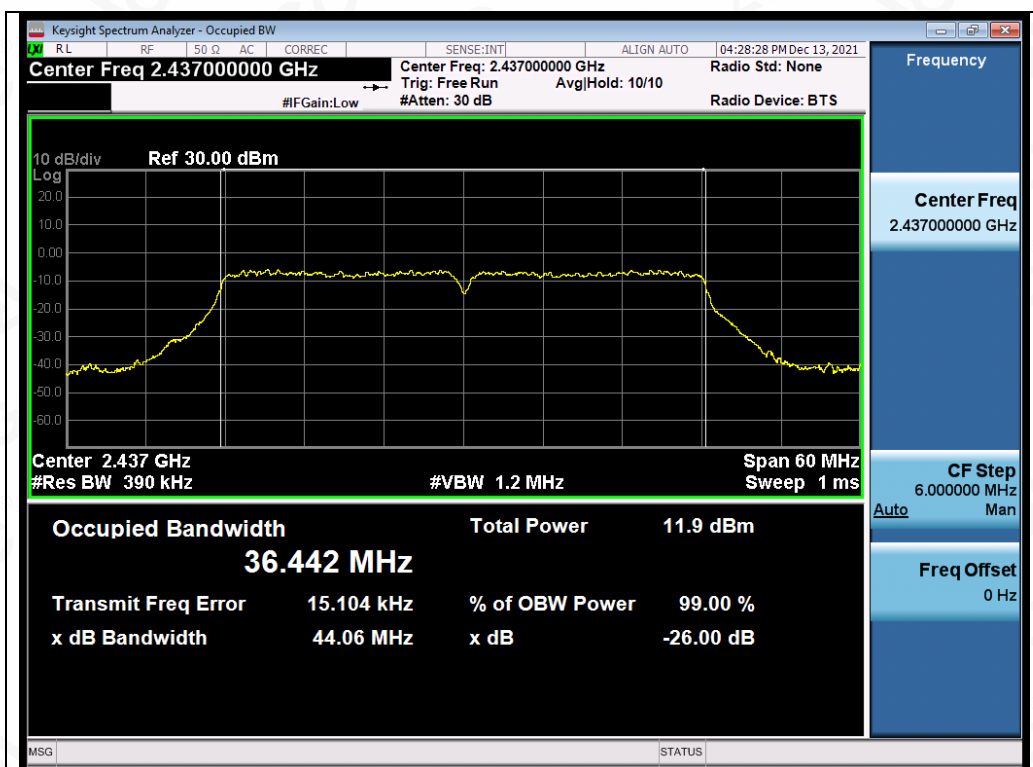 Keysight Spectrum Analyzer - Occupied BW
LXI RL RF 50 Ω AC CORREC SENSE:INT ALIGN AUTO 04:28:28 PM Dec 13, 2021
Center Freq 2.437000000 GHz
Center Freq: 2.437000000 GHz
Radio Std: None
Trig: Free Run Avg|Hold: 10/10
#IFGain:Low
#Atten: 30 dB
Radio Device: BTS
10 dB/div Ref 30.00 dBm
Log
20.0
10.0
0.00
-10.0
-20.0
-30.0
-40.0
-50.0
-60.0
Center 2.437 GHz
Span 60 MHz
#Res BW 390 kHz
#VBW 1.2 MHz
Sweep 1 ms
Occupied Bandwidth
Total Power 11.9 dBm
36.442 MHz
Transmit Freq Error 15.104 kHz
% of OBW Power 99.00 %
x dB Bandwidth 44.06 MHz
x dB -26.00 dB
Frequency
Center Freq
2.437000000 GHz
CF Step
6.000000 MHz
Auto Man
Freq Offset
0 Hz
MSG STATUS